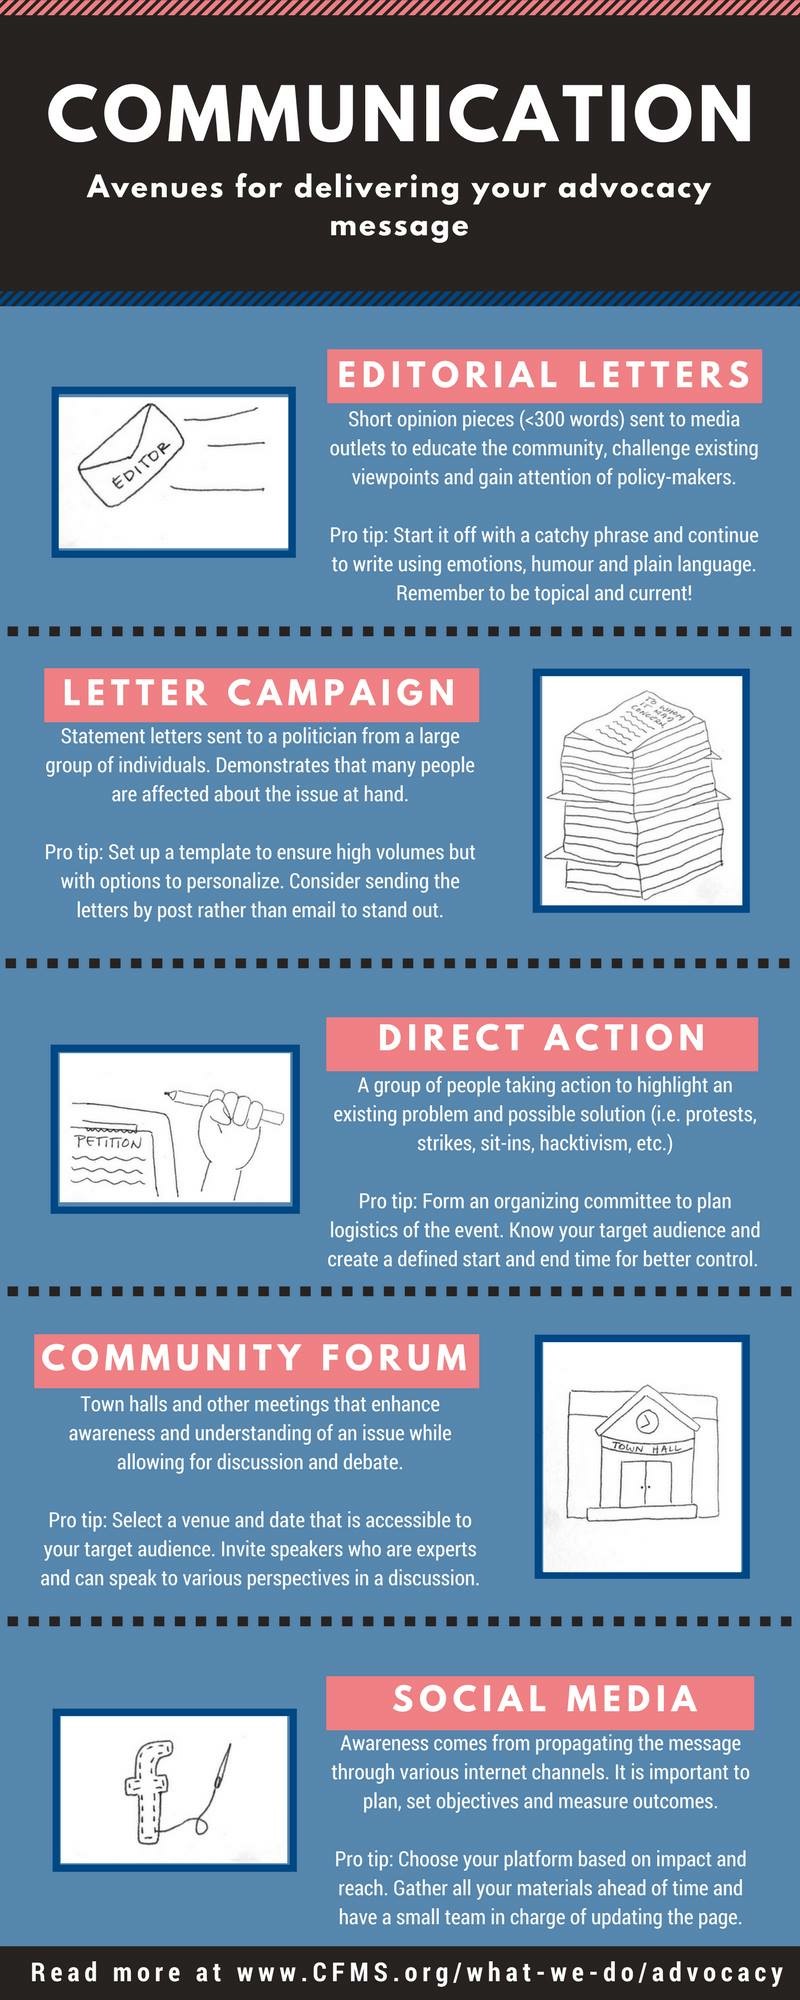 COMMUNICATION
Avenues for delivering your advocacy
message
EDITORIAL LETTERS
EDITOR
Short opinion pieces (<300 words) sent to media
outlets to educate the community, challenge existing
viewpoints and gain attention of policy-makers.
Pro tip: Start it off with a catchy phrase and continue
to write using emotions, humour and plain language.
Remember to be topical and current!
LETTER CAMPAIGN
Statement letters sent to a politician from a large
group of individuals. Demonstrates that many people
are affected about the issue at hand.
Pro tip: Set up a template to ensure high volumes but
with options to personalize. Consider sending the
letters by post rather than email to stand out.
TO WHOM
IT MAY
CONCERN
DIRECT ACTION
PETITION
A group of people taking action to highlight an
existing problem and possible solution (i.e. protests,
strikes, sit-ins, hacktivism, etc.)
Pro tip: Form an organizing committee to plan
logistics of the event. Know your target audience and
create a defined start and end time for better control.
COMMUNITY FORUM
Town halls and other meetings that enhance
awareness and understanding of an issue while
allowing for discussion and debate.
Pro tip: Select a venue and date that is accessible to
your target audience. Invite speakers who are experts
and can speak to various perspectives in a discussion.
TOWN HALL
SOCIAL MEDIA
f
Awareness comes from propagating the message
through various internet channels. It is important to
plan, set objectives and measure outcomes.
Pro tip: Choose your platform based on impact and
reach. Gather all your materials ahead of time and
have a small team in charge of updating the page.
Read more at www.CFMS.org/what-we-do/advocacy